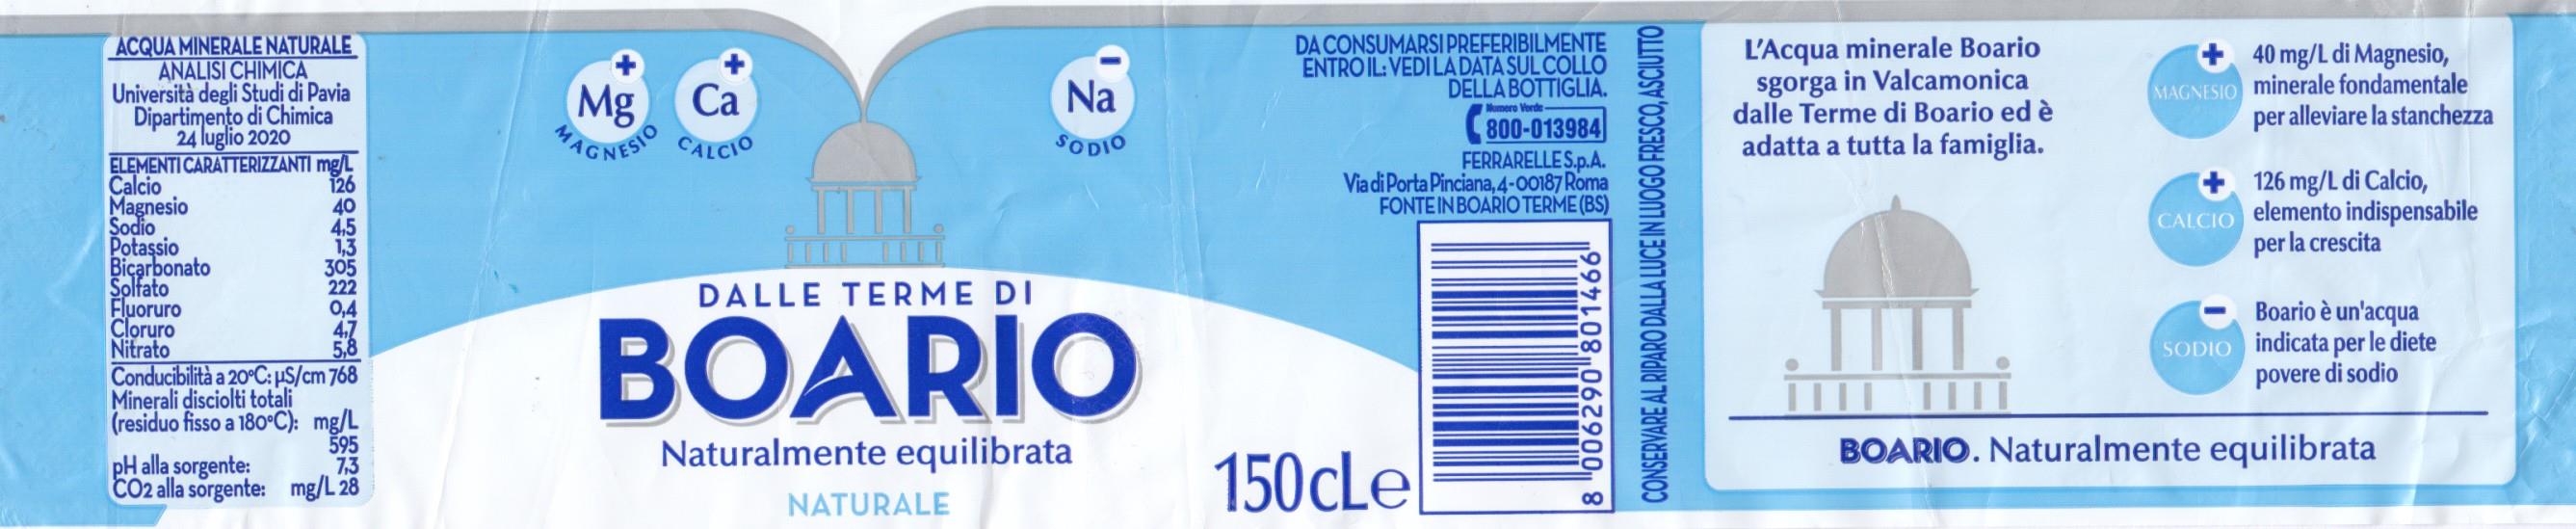 ACQUA MINERALE NATURALE
ANALISI CHIMICA
Università degli Studi di Pavia
Dipartimento di Chimica
24 luglio 2020
ELEMENTI CARATTERIZZANTI mg/L
Calcio 126
Magnesio 40
Sodio 4,5
Potassio 1,3
Bicarbonato 305
Solfato 222
Fluoruro 0,4
Cloruro 4,7
Nitrato 5,8
Conducibilità a 20°C: µS/cm 768
Minerali disciolti totali
(residuo fisso a 180°C): mg/L
595
pH alla sorgente: 7,3
CO2 alla sorgente: mg/L 28
+
Mg
MAGNESIO
+
Ca
CALCIO
-
Na
SODIO
DALLE TERME DI
BOARIO
Naturalmente equilibrata
NATURALE
150 cL e
DA CONSUMARSI PREFERIBILMENTE
ENTRO IL: VEDI LA DATA SUL COLLO
DELLA BOTTIGLIA.
Numero Verde
800-013984
FERRARELLE S.p.A.
Via di Porta Pinciana, 4 - 00187 Roma
FONTE IN BOARIO TERME (BS)
8 006290 801466
CONSERVARE AL RIPARO DALLA LUCE IN LUOGO FRESCO, ASCIUTTO
L'Acqua minerale Boario
sgorga in Valcamonica
dalle Terme di Boario ed è
adatta a tutta la famiglia.
+
MAGNESIO
40 mg/L di Magnesio,
minerale fondamentale
per alleviare la stanchezza
+
CALCIO
126 mg/L di Calcio,
elemento indispensabile
per la crescita
-
SODIO
Boario è un'acqua
indicata per le diete
povere di sodio
BOARIO. Naturalmente equilibrata